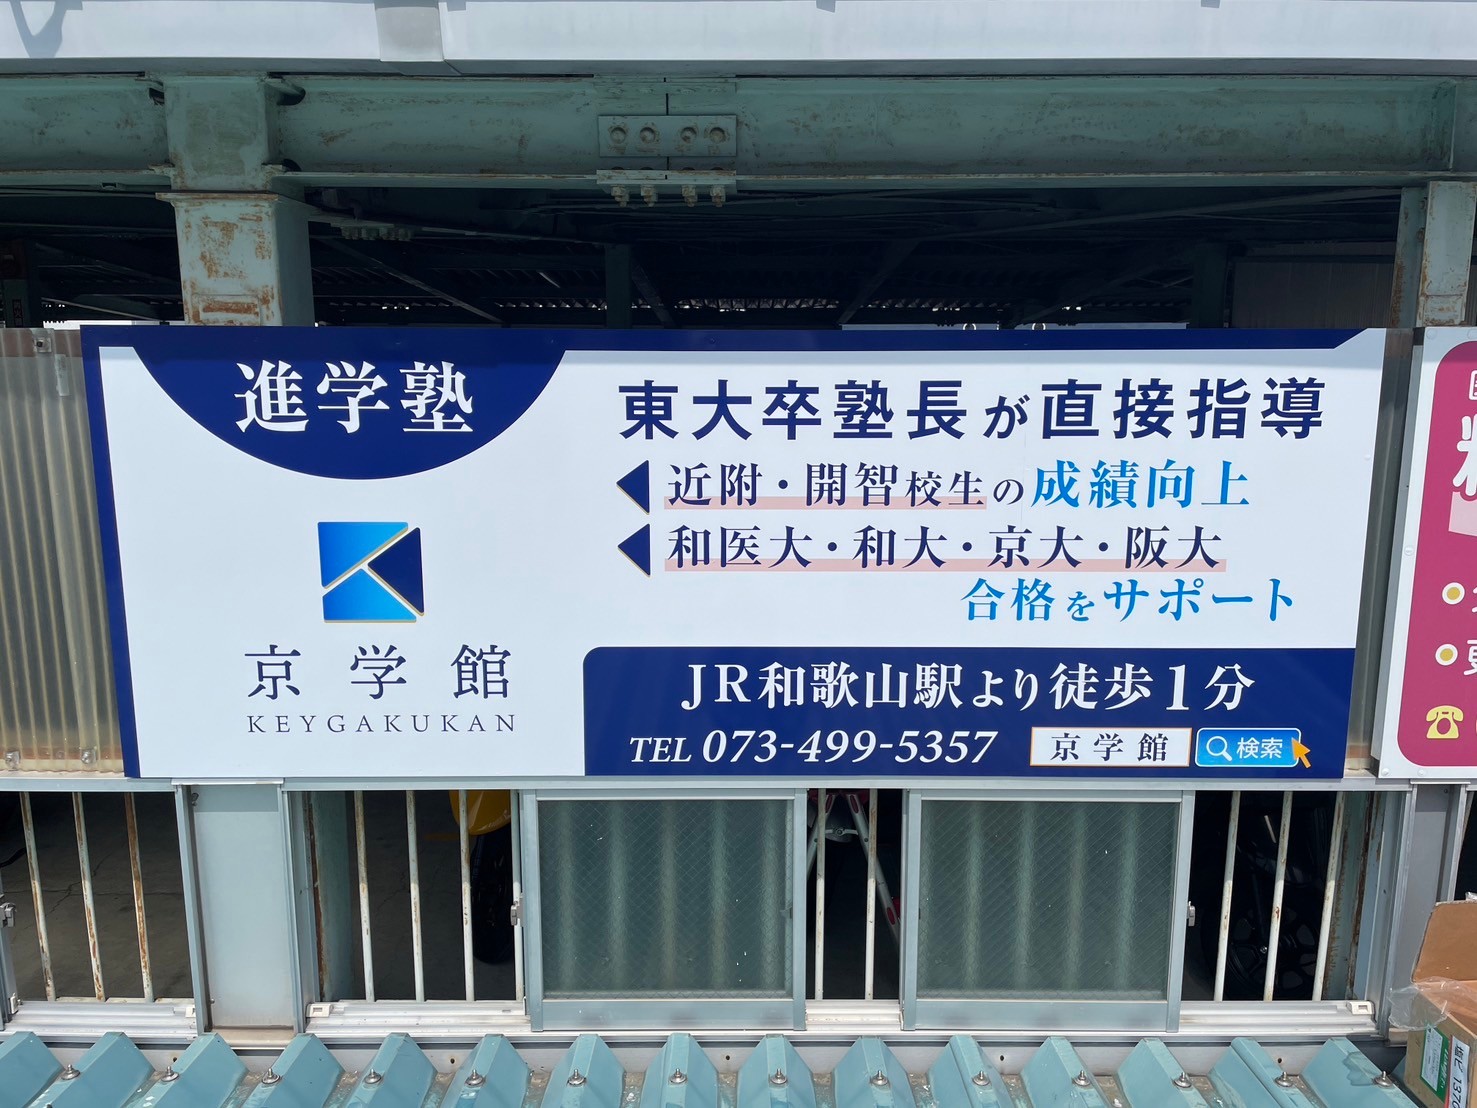 進学塾
京学館
KEYGAKUKAN
東大卒塾長が直接指導
近附・開智校生の成績向上
和医大・和大・京大・阪大
合格をサポート
JR和歌山駅より徒歩1分
TEL 073-499-5357
京学館 検索